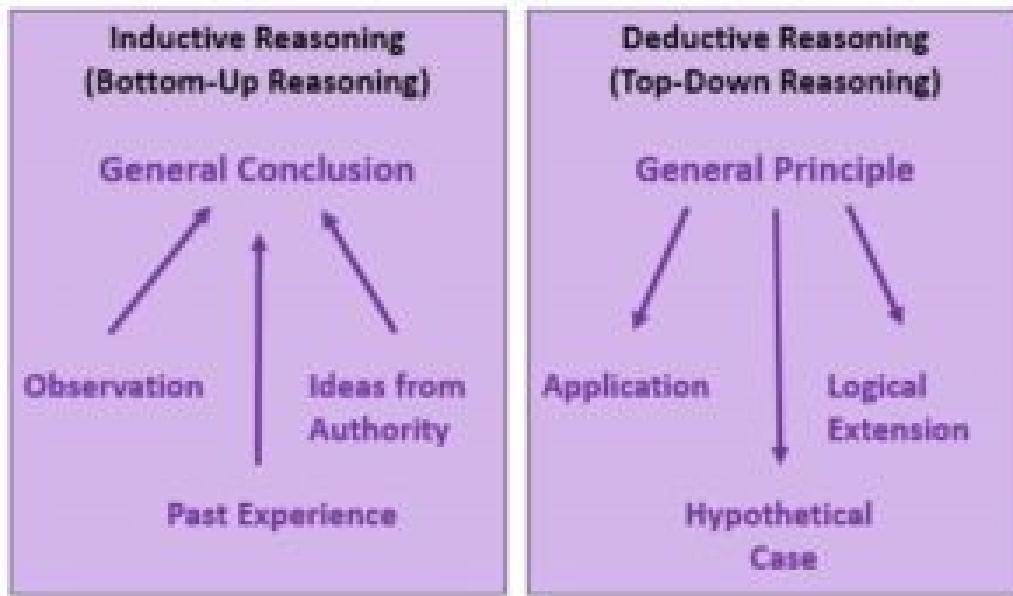 Inductive Reasoning
(Bottom-Up Reasoning)
General Conclusion
Observation
Ideas from
Authority
Past Experience
Deductive Reasoning
(Top-Down Reasoning)
General Principle
Application
Logical
Extension
Hypothetical
Case